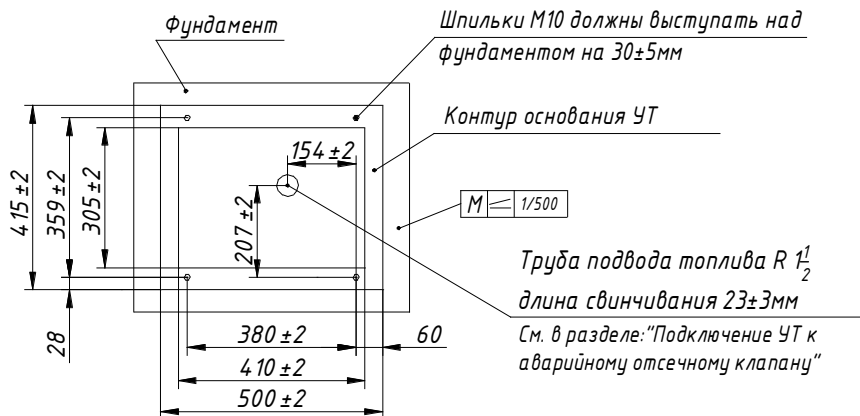 Фундамент
Шпильки М10 должны выступать над
фундаментом на 30±5мм
Контур основания УТ
154±2
415±2
359±2
305±2
207±2
М 1/500
Труба подвода топлива R 1 1/2
длина свинчивания 23±3мм
См. в разделе:"Подключение УТ к
аварийному отсечному клапану"
28
380±2
60
410±2
500±2